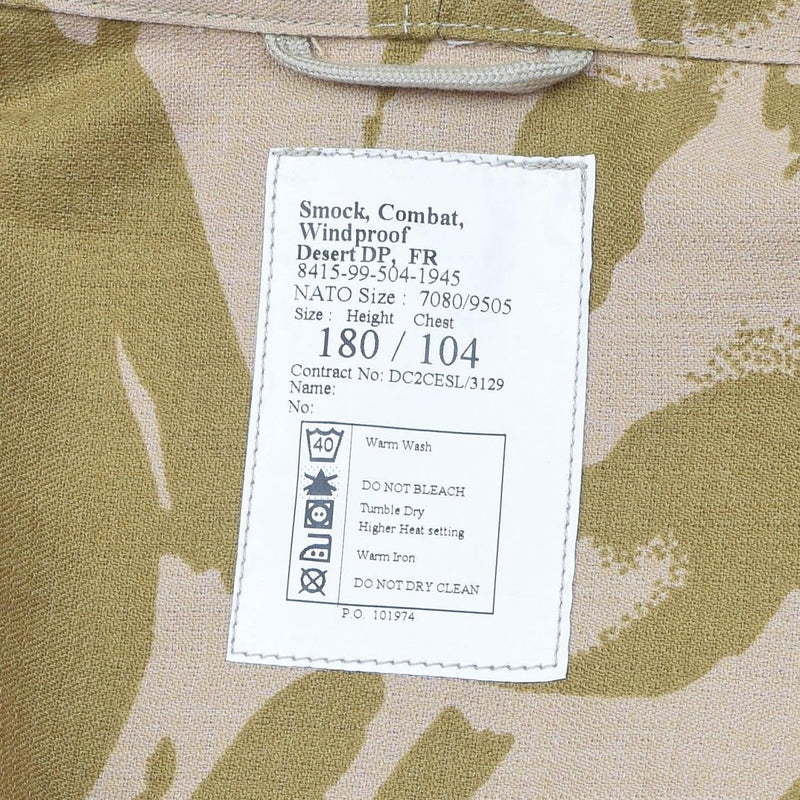 Smock, Combat,
Windproof
Desert DP, FR
8415-99-504-1945
NATO Size : 7080/9505
Size : Height Chest
180 / 104
Contract No: DC2CESL/3129
Name:
No:
40 Warm Wash
DO NOT BLEACH
Tumble Dry
Higher Heat setting
Warm Iron
DO NOT DRY CLEAN
P.O. 101974